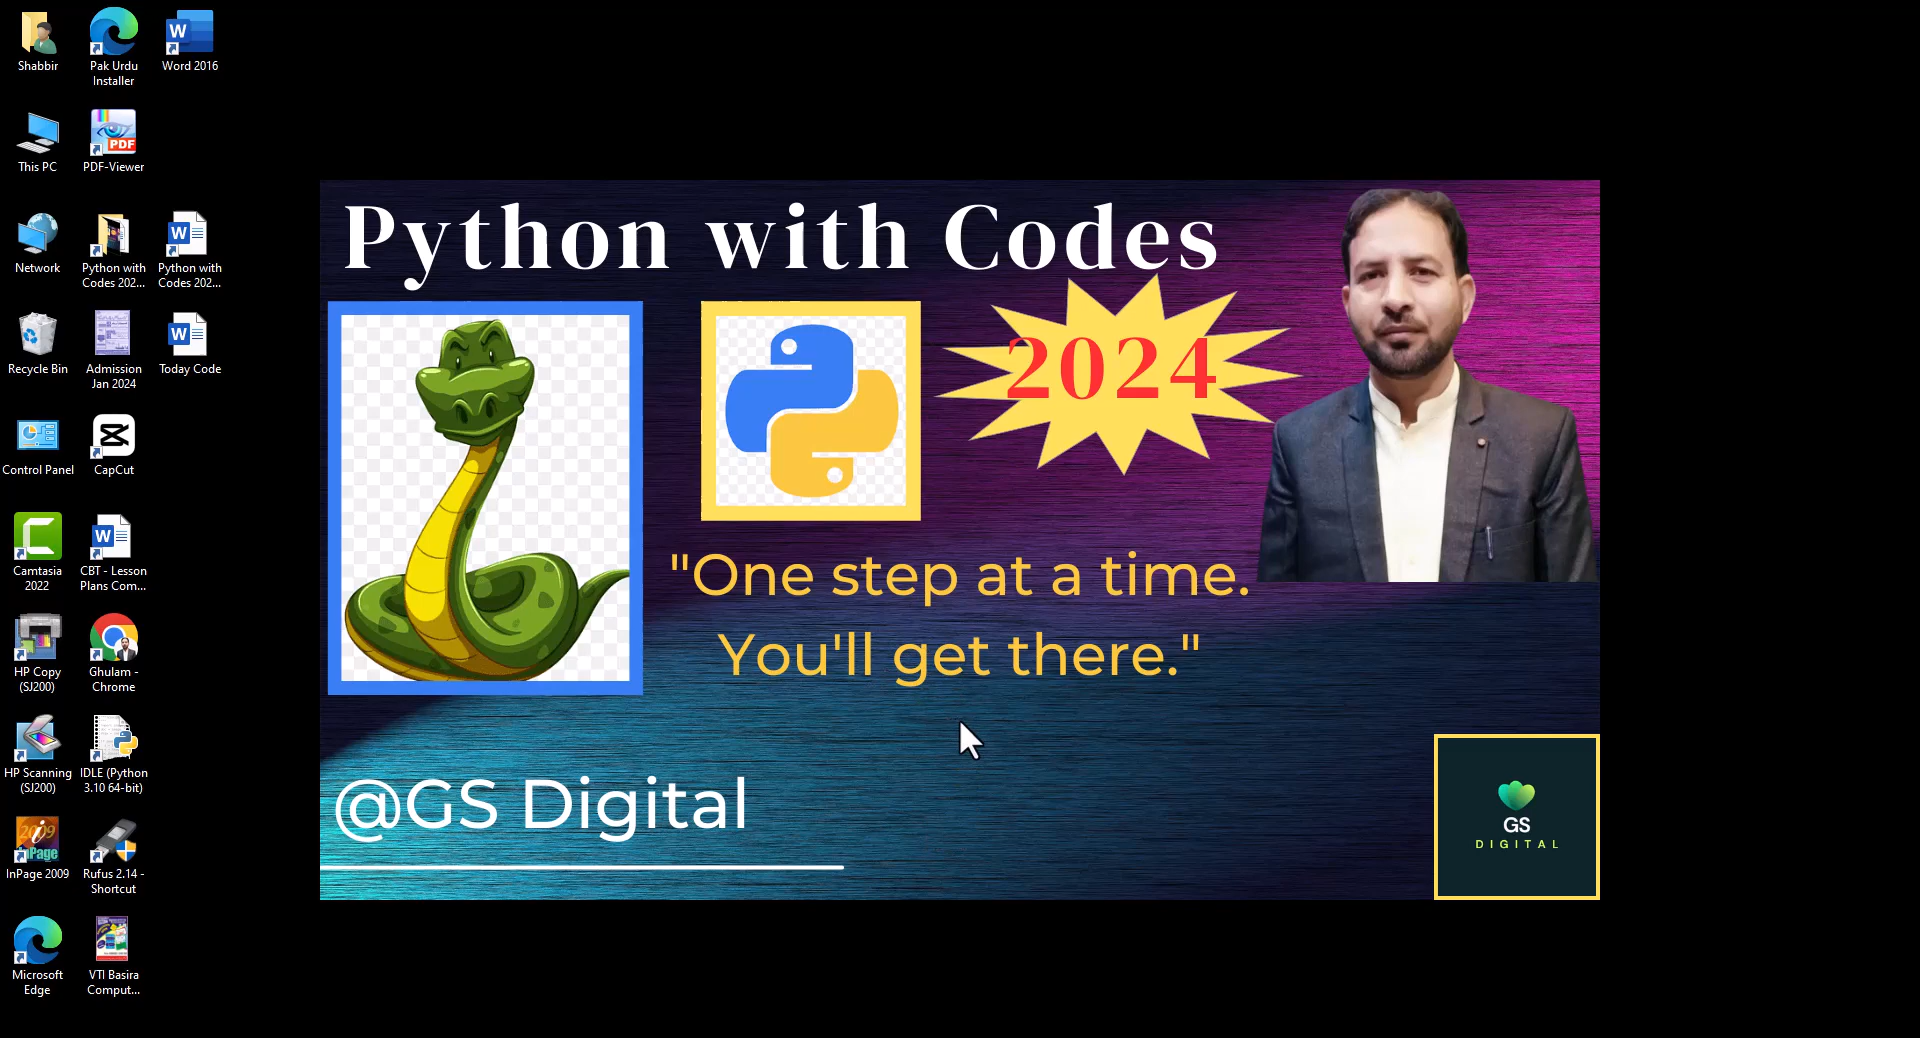 Shabbir
Pak Urdu
Installer
Word 2016
This PC
PDF
PDF-Viewer
Network
Python with
Codes 202...
Python with
Codes 202...
Recycle Bin
Admission
Jan 2024
Today Code
Control Panel
CapCut
Camtasia
2022
CBT - Lesson
Plans Com...
HP Copy
(SJ200)
Ghulam -
Chrome
HP Scanning
(SJ200)
IDLE (Python
3.10 64-bit)
2009
InPage
InPage 2009
Rufus 2.14 -
Shortcut
Microsoft
Edge
VTI Basira
Comput...
Python with Codes
2024
"One step at a time.
You'll get there."
@GS Digital
GS
DIGITAL